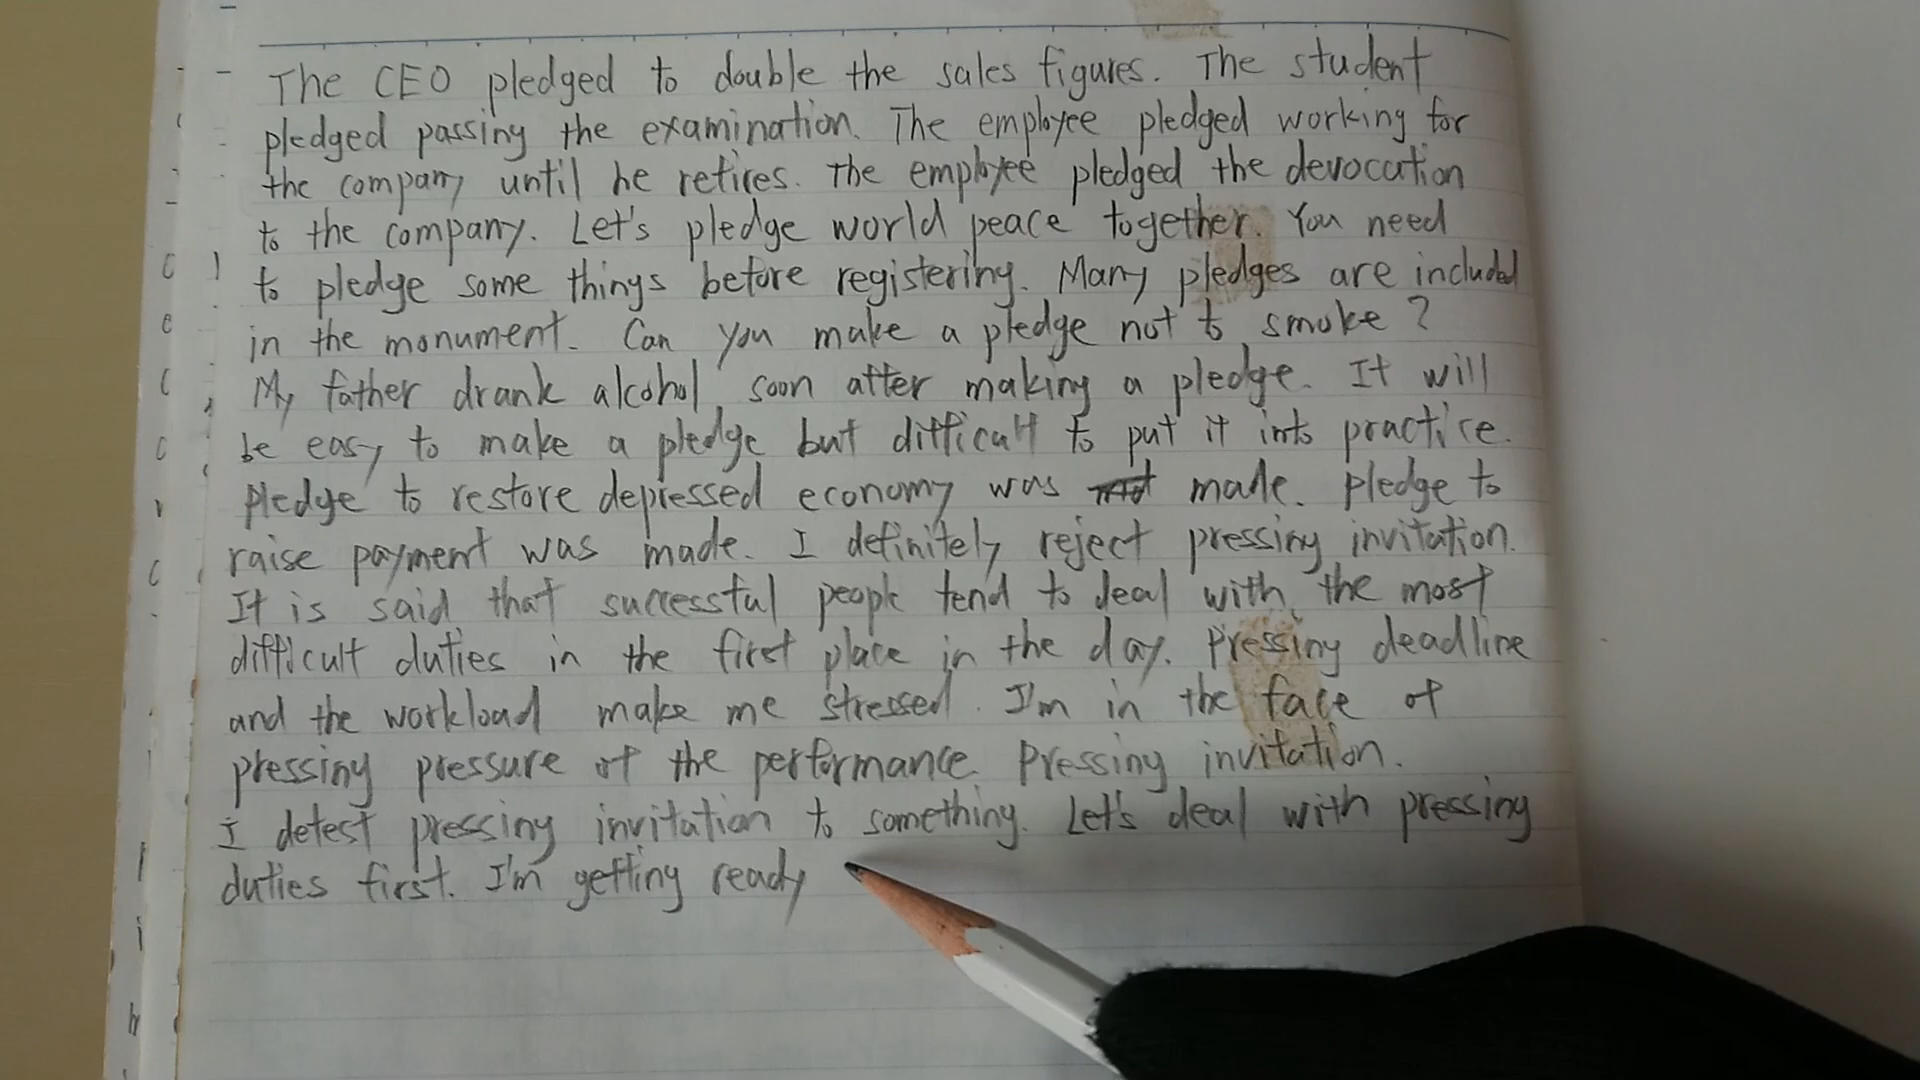 The CEO pledged to double the sales figures. The student
pledged passing the examination. The employee pledged working for
the company until he retires. The employee pledged the devocation
to the company. Let's pledge world peace together. You need
to pledge some things before registering. Many pledges are included
in the monument. Can you make a pledge not to smoke?
My father drank alcohol soon after making a pledge. It will
be easy to make a pledge but difficult to put it into practice.
Pledge to restore depressed economy was made. Pledge to
raise payment was made. I definitely reject pressing invitation.
It is said that successful people tend to deal with the most
difficult duties in the first place in the day. Pressing deadline
and the workload make me stressed. I'm in the face of
pressing pressure of the performance. Pressing invitation.
I detest pressing invitation to something. Let's deal with pressing
duties first. I'm getting ready